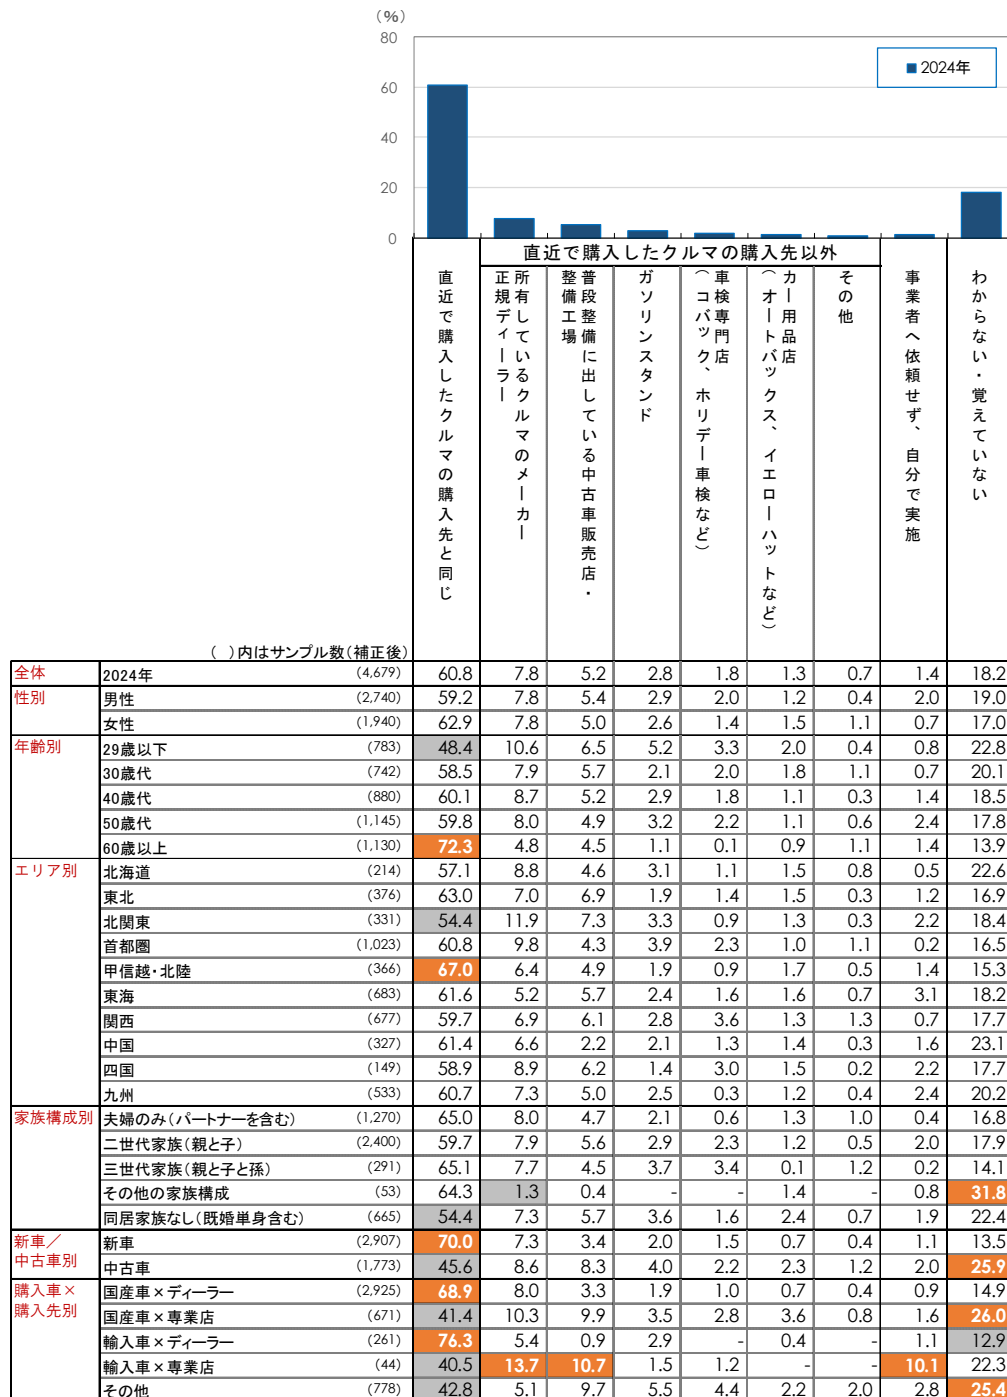 (%)
80
60
40
20
0
■2024年
直近で購入したクルマの購入先以外
直近で購入したクルマの購入先と同じ
所有しているクルマのメーカー
正規ディーラー
普段整備に出している中古車販売店・
整備工場
ガソリンスタンド
車検専門店
(コバック、ホリデー車検など)
カー用品店
(オートバックス、イエローハットなど)
その他
事業者へ依頼せず、自分で実施
わからない・覚えていない
( )内はサンプル数(補正後)
全体 2024年 (4,679) 60.8 7.8 5.2 2.8 1.8 1.3 0.7 1.4 18.2
性別 男性 (2,740) 59.2 7.8 5.4 2.9 2.0 1.2 0.4 2.0 19.0
女性 (1,940) 62.9 7.8 5.0 2.6 1.4 1.5 1.1 0.7 17.0
年齢別 29歳以下 (783) 48.4 10.6 6.5 5.2 3.3 2.0 0.4 0.8 22.8
30歳代 (742) 58.5 7.9 5.7 2.1 2.0 1.8 1.1 0.7 20.1
40歳代 (880) 60.1 8.7 5.2 2.9 1.8 1.1 0.3 1.4 18.5
50歳代 (1,145) 59.8 8.0 4.9 3.2 2.2 1.1 0.6 2.4 17.8
60歳以上 (1,130) 72.3 4.8 4.5 1.1 0.1 0.9 1.1 1.4 13.9
エリア別 北海道 (214) 57.1 8.8 4.6 3.1 1.1 1.5 0.8 0.5 22.6
東北 (376) 63.0 7.0 6.9 1.9 1.4 1.5 0.3 1.2 16.9
北関東 (331) 54.4 11.9 7.3 3.3 0.9 1.3 0.3 2.2 18.4
首都圏 (1,023) 60.8 9.8 4.3 3.9 2.3 1.0 1.1 0.2 16.5
甲信越・北陸 (366) 67.0 6.4 4.9 1.9 0.9 1.7 0.5 1.4 15.3
東海 (683) 61.6 5.2 5.7 2.4 1.6 1.6 0.7 3.1 18.2
関西 (677) 59.7 6.9 6.1 2.8 3.6 1.3 1.3 0.7 17.7
中国 (327) 61.4 6.6 2.2 2.1 1.3 1.4 0.3 1.6 23.1
四国 (149) 58.9 8.9 6.2 1.4 3.0 1.5 0.2 2.2 17.7
九州 (533) 60.7 7.3 5.0 2.5 0.3 1.2 0.4 2.4 20.2
家族構成別 夫婦のみ(パートナーを含む) (1,270) 65.0 8.0 4.7 2.1 0.6 1.3 1.0 0.4 16.8
二世代家族(親と子) (2,400) 59.7 7.9 5.6 2.9 2.3 1.2 0.5 2.0 17.9
三世代家族(親と子と孫) (291) 65.1 7.7 4.5 3.7 3.4 0.1 1.2 0.2 14.1
その他の家族構成 (53) 64.3 1.3 0.4 - - 1.4 - 0.8 31.8
同居家族なし(既婚単身含む) (665) 54.4 7.3 5.7 3.6 1.6 2.4 0.7 1.9 22.4
新車/ 新車 (2,907) 70.0 7.3 3.4 2.0 1.5 0.7 0.4 1.1 13.5
中古車別 中古車 (1,773) 45.6 8.6 8.3 4.0 2.2 2.3 1.2 2.0 25.9
購入車× 国産車×ディーラー (2,925) 68.9 8.0 3.3 1.9 1.0 0.7 0.4 0.9 14.9
購入先別 国産車×専業店 (671) 41.4 10.3 9.9 3.5 2.8 3.6 0.8 1.6 26.0
輸入車×ディーラー (261) 76.3 5.4 0.9 2.9 - 0.4 - 1.1 12.9
輸入車×専業店 (44) 40.5 13.7 10.7 1.5 1.2 - - 10.1 22.3
その他 (778) 42.8 5.1 9.7 5.5 4.4 2.2 2.0 2.8 25.4